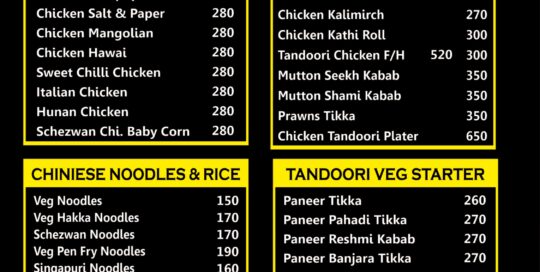 Chicken Salt & Paper 280
Chicken Mangolian 280
Chicken Hawai 280
Sweet Chilli Chicken 280
Italian Chicken 280
Hunan Chicken 280
Schezwan Chi. Baby Corn 280
Chicken Kalimirch 270
Chicken Kathi Roll 300
Tandoori Chicken F/H 520 300
Mutton Seekh Kabab 350
Mutton Shami Kabab 350
Prawns Tikka 350
Chicken Tandoori Plater 650
CHINIESE NOODLES & RICE
Veg Noodles 150
Veg Hakka Noodles 170
Schezwan Noodles 170
Veg Pen Fry Noodles 190
Singapuri Noodles 160
TANDOORI VEG STARTER
Paneer Tikka 260
Paneer Pahadi Tikka 270
Paneer Reshmi Kabab 270
Paneer Banjara Tikka 270